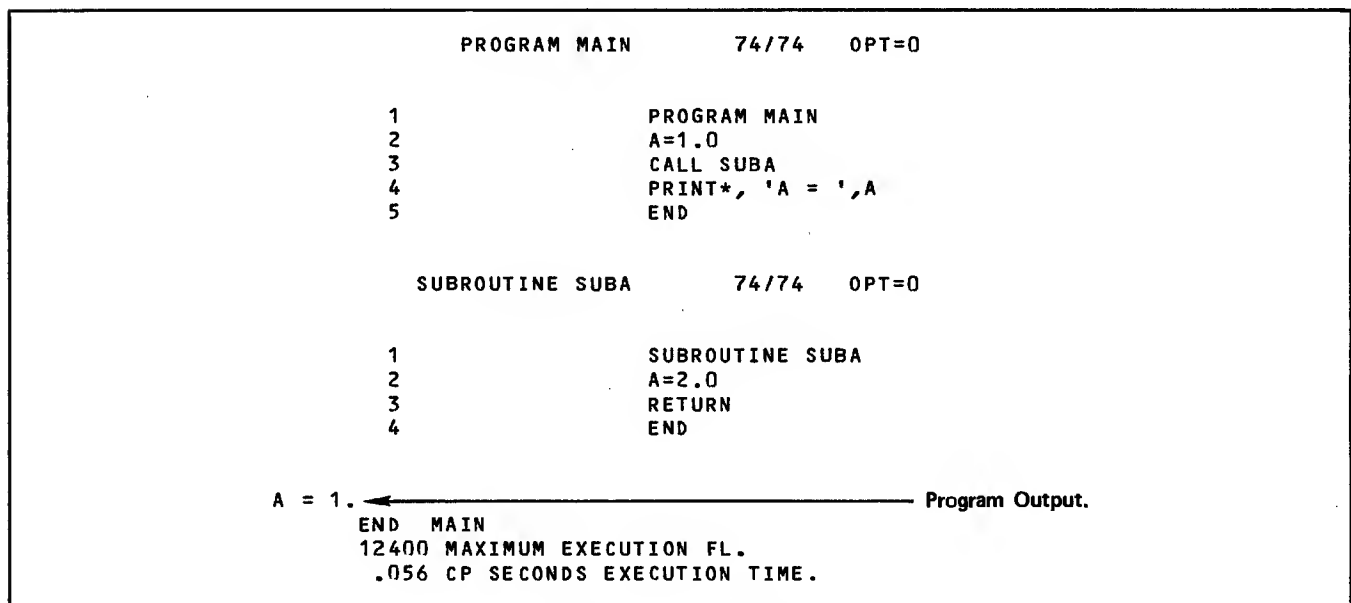 PROGRAM MAIN 74/74 OPT=0
1 PROGRAM MAIN
2 A=1.0
3 CALL SUBA
4 PRINT*, 'A = ',A
5 END
SUBROUTINE SUBA 74/74 OPT=0
1 SUBROUTINE SUBA
2 A=2.0
3 RETURN
4 END
A = 1. Program Output.
END MAIN
12400 MAXIMUM EXECUTION FL.
.056 CP SECONDS EXECUTION TIME.